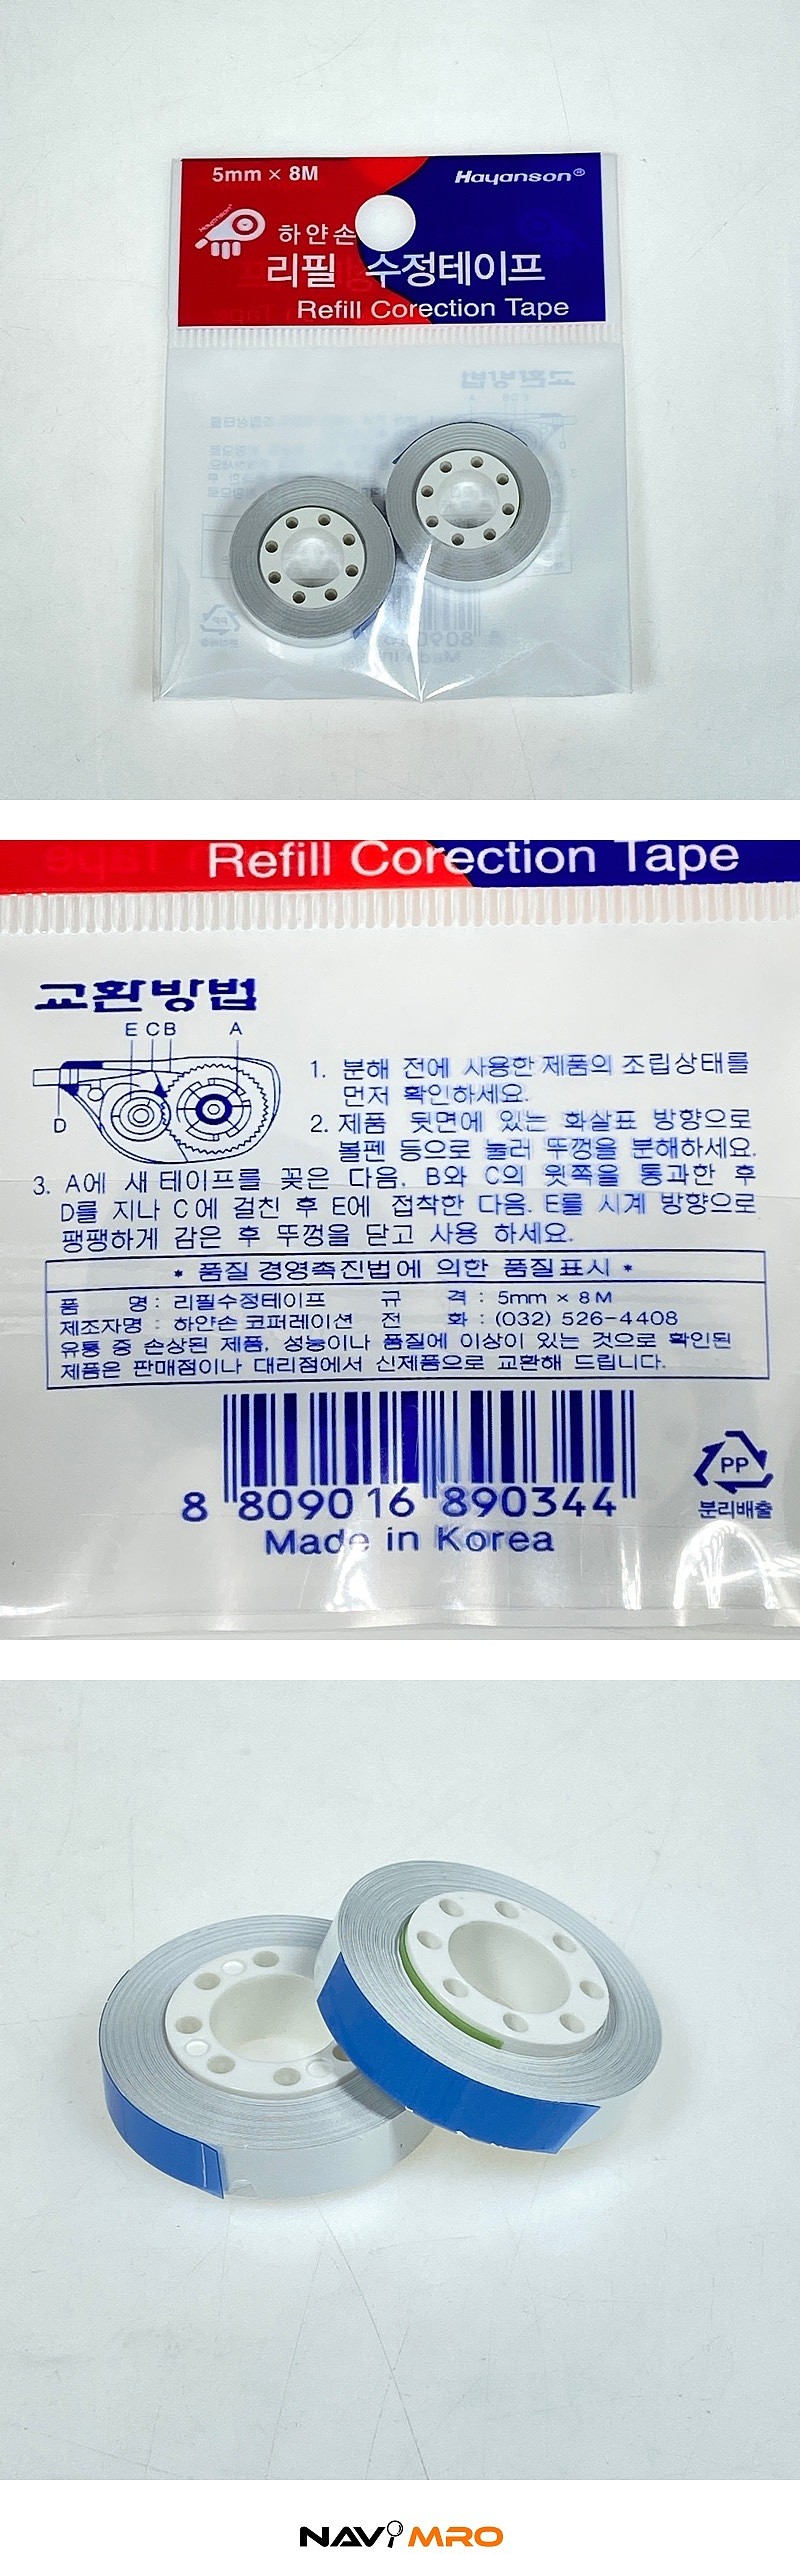 5mm × 8M
Hayanson®
Hayanson
하얀손
리필 수정테이프
Refill Corection Tape
Refill Corection Tape
교환방법
E C B A
D
1. 분해 전에 사용한 제품의 조립상태를
먼저 확인하세요.
2. 제품 뒷면에 있는 화살표 방향으로
볼펜 등으로 눌러 뚜껑을 분해하세요.
3. A에 새 테이프를 꽂은 다음. B와 C의 윗쪽을 통과한 후
D를 지나 C에 걸친 후 E에 접착한 다음. E를 시계 방향으로
팽팽하게 감은 후 뚜껑을 닫고 사용 하세요.
* 품질 경영촉진법에 의한 품질표시 *
품 명 : 리필수정테이프 규 격 : 5mm × 8M
제조자명 : 하얀손 코퍼레이션 전 화 : (032) 526-4408
유통 중 손상된 제품, 성능이나 품질에 이상이 있는 것으로 확인된
제품은 판매점이나 대리점에서 신제품으로 교환해 드립니다.
8 809016 890344
Made in Korea
PP
분리배출
NAVi MRO